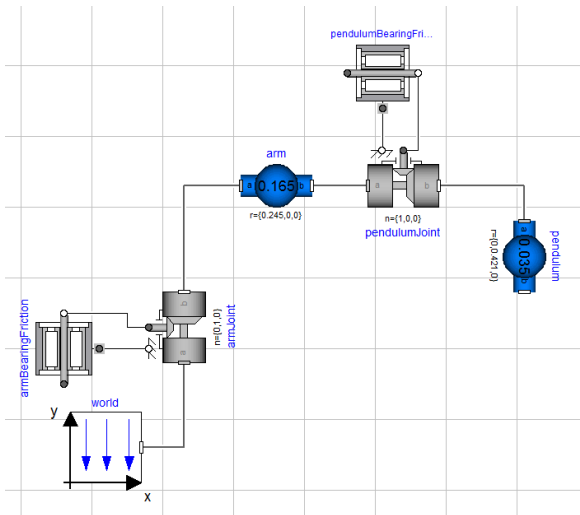 pendulumBearingFri...
arm
a
0.165
b
r={0.245,0,0}
a
b
n={1,0,0}
pendulumJoint
a
0.035
b
r={0,0.421,0}
pendulum
b
a
n={0,1,0}
armJoint
armBearingFriction
world
y
x